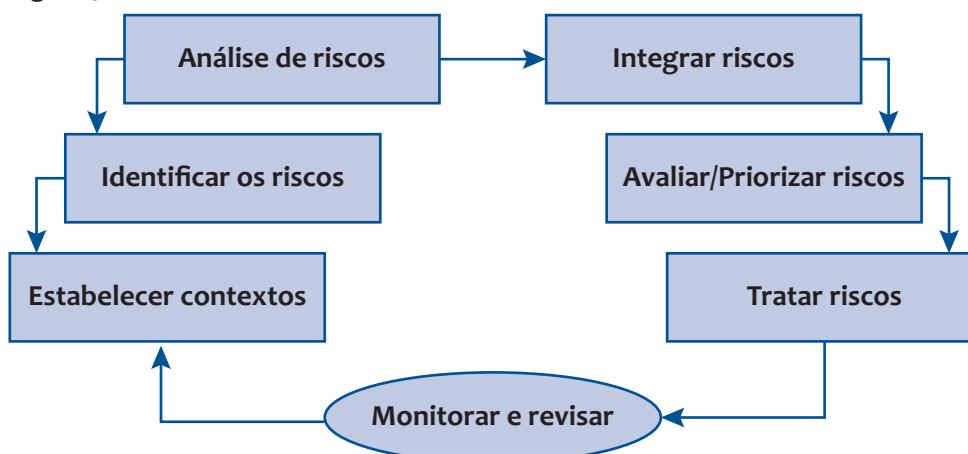 Análise de riscos
Integrar riscos
Identificar os riscos
Avaliar/Priorizar riscos
Estabelecer contextos
Tratar riscos
Monitorar e revisar